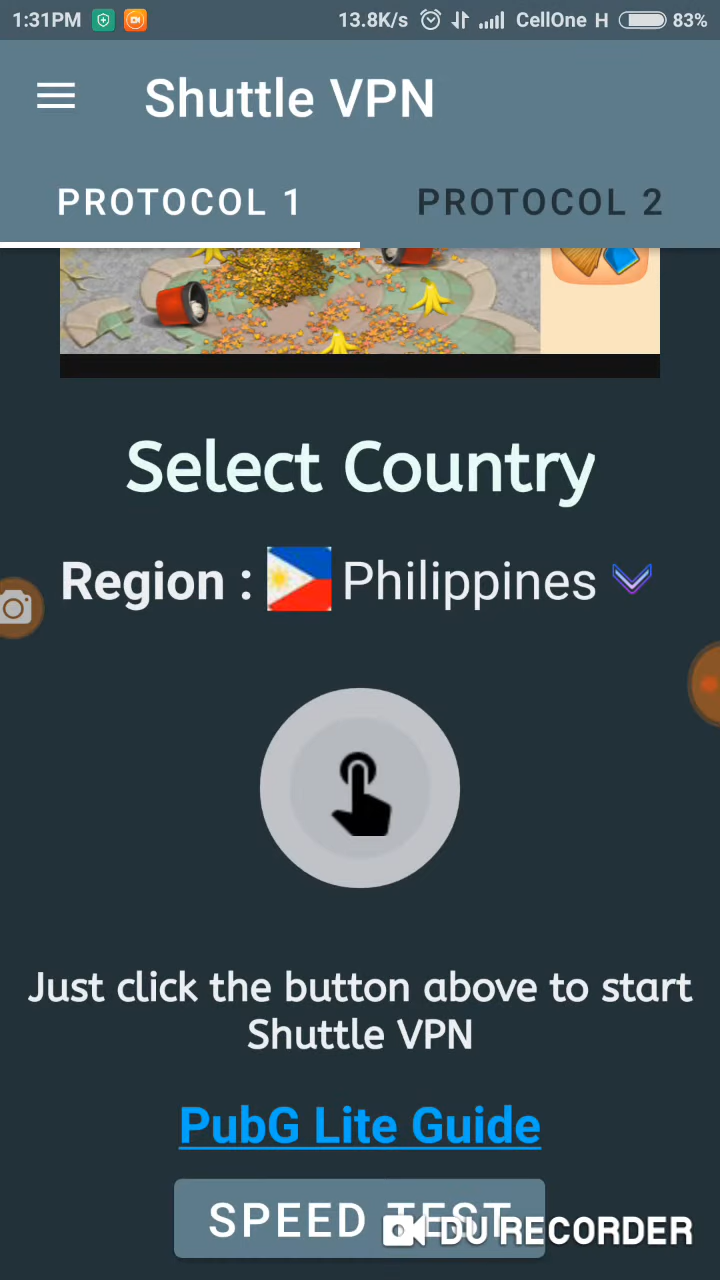 1:31PM 13.8K/s CellOne H 83%
Shuttle VPN
PROTOCOL 1 PROTOCOL 2
Select Country
Region : Philippines
Just click the button above to start
Shuttle VPN
PubG Lite Guide
SPEED TEST
DU RECORDER